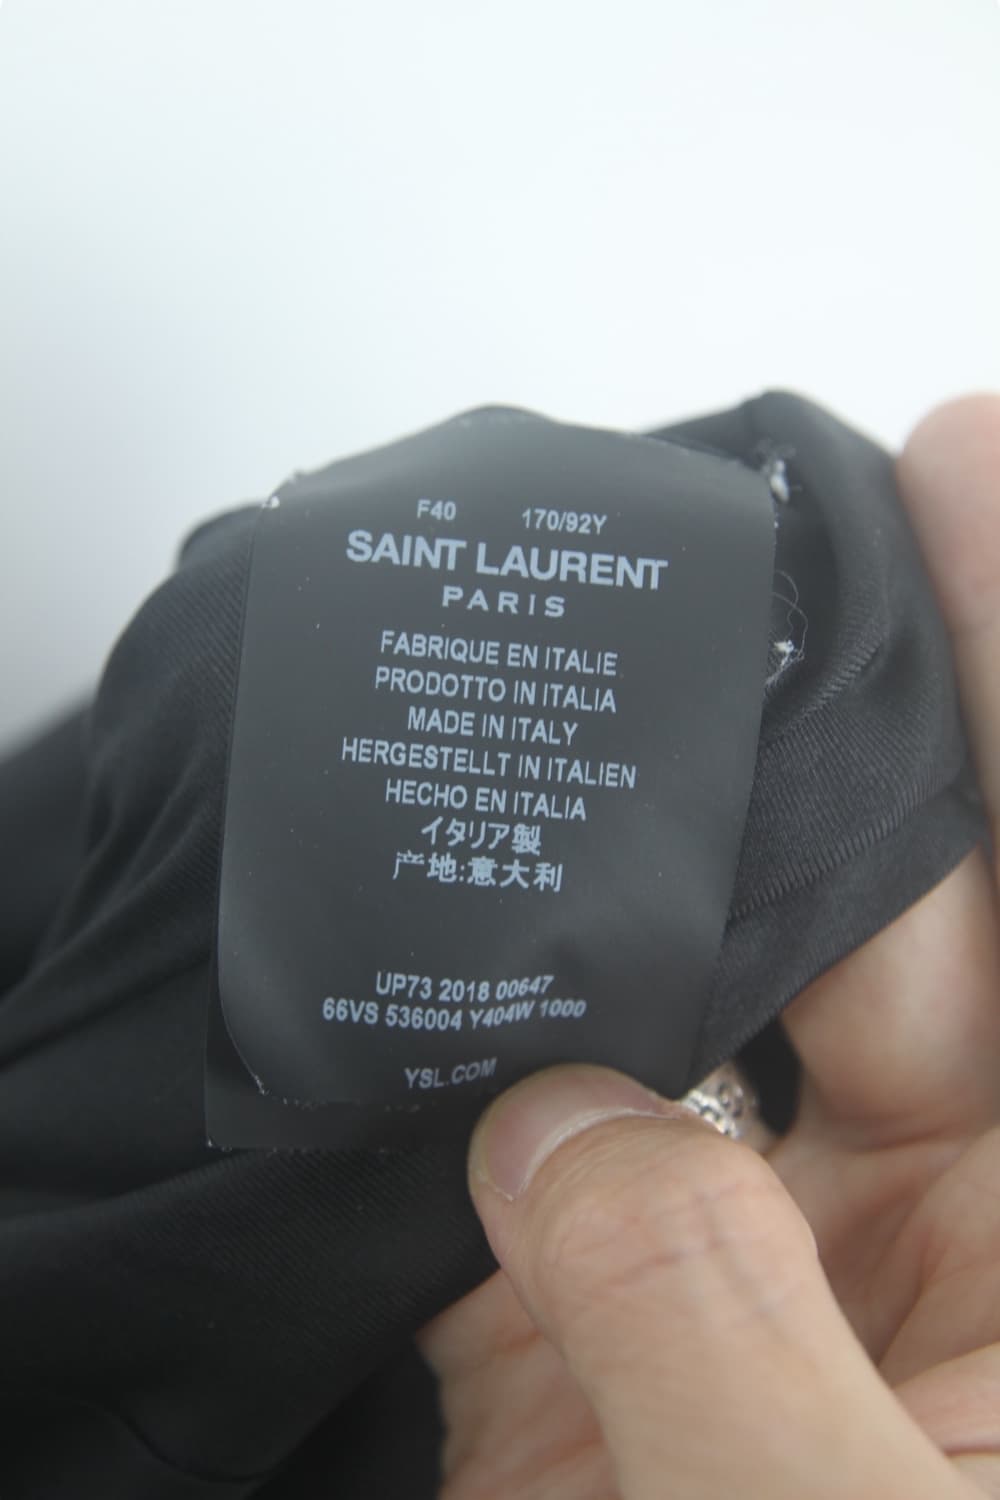 F40 170/92Y
SAINT LAURENT
PARIS
FABRIQUE EN ITALIE
PRODOTTO IN ITALIA
MADE IN ITALY
HERGESTELLT IN ITALIEN
HECHO EN ITALIA
イタリア製
产地:意大利
UP73 2018 00647
66VS 536004 Y404W 1000
YSL.COM